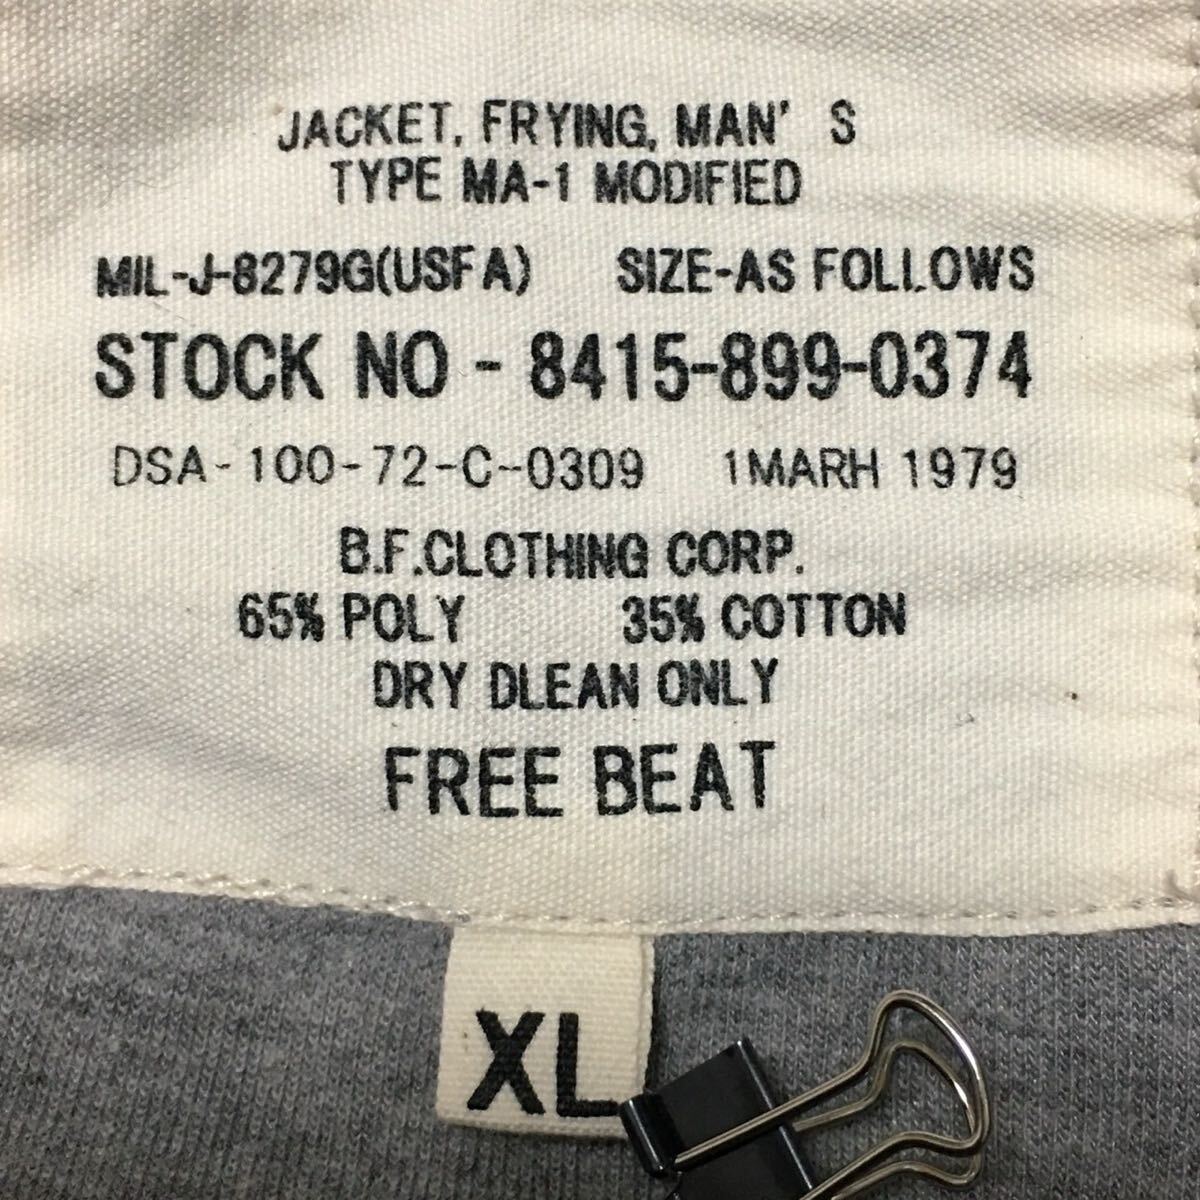 JACKET, FRYING, MAN' S
TYPE MA-1 MODIFIED
MIL-J-8279G(USFA) SIZE-AS FOLLOWS
STOCK NO - 8415-899-0374
DSA-100-72-C-0309 1MARH 1979
B.F.CLOTHING CORP.
65% POLY 35% COTTON
DRY DLEAN ONLY
FREE BEAT
XL